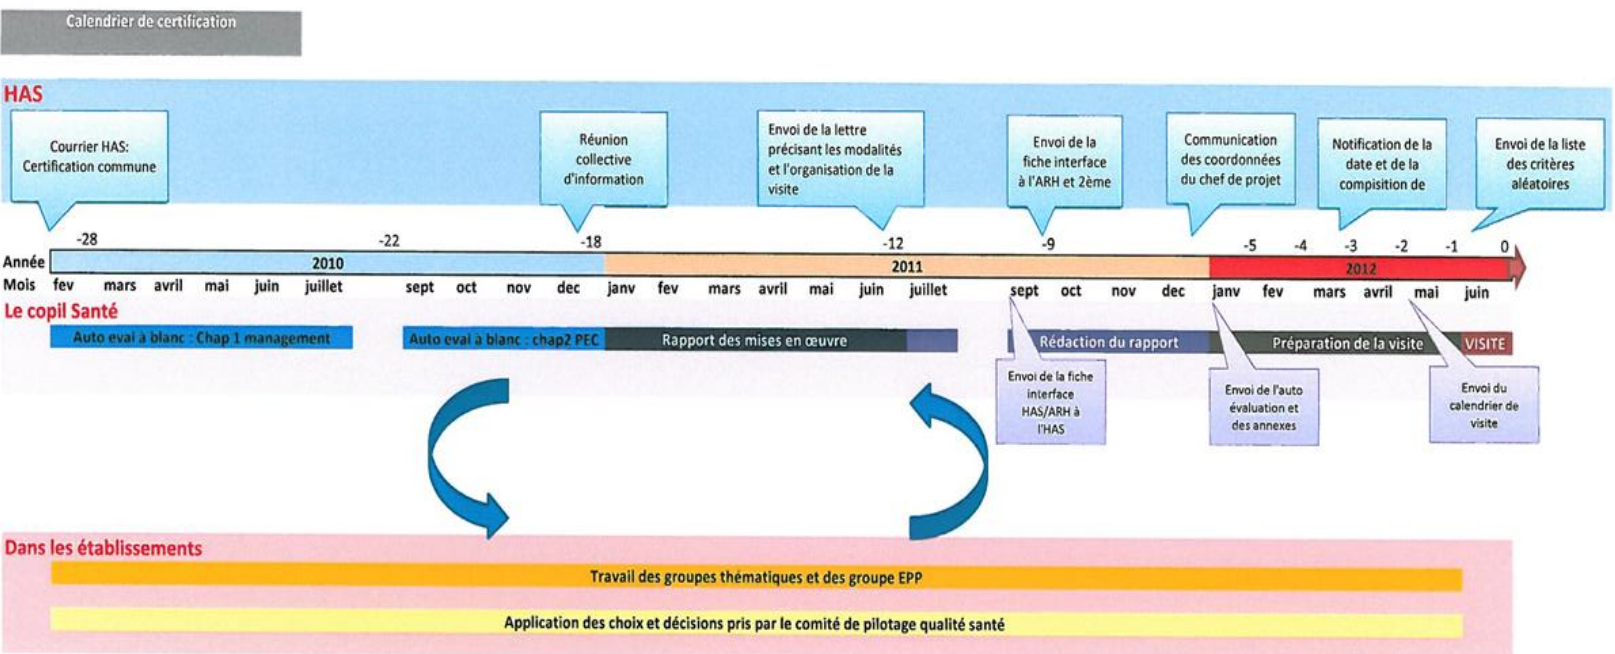 Calendrier de certification
HAS
Courrier HAS:
Certification commune
Réunion
collective
d'information
Envoi de la lettre
précisant les modalités
et l'organisation de la
visite
Envoi de la
fiche interface
à l'ARH et 2ème
Communication
des coordonnées
du chef de projet
Notification de la
date et de la
compisition de
Envoi de la liste
des critères
aléatoires
-28 -22 -18 -12 -9 -5 -4 -3 -2 -1 0
Année 2010 2011 2012
Mois fev mars avril mai juin juillet sept oct nov dec janv fev mars avril mai juin juillet sept oct nov dec janv fev mars avril mai juin
Le copil Santé
Auto eval à blanc : Chap 1 management Auto eval à blanc : chap2 PEC Rapport des mises en œuvre Rédaction du rapport Préparation de la visite VISITE
Envoi de la fiche
interface
HAS/ARH à
l'HAS
Envoi de l'auto
évaluation et
des annexes
Envoi du
calendrier de
visite
Dans les établissements
Travail des groupes thématiques et des groupe EPP
Application des choix et décisions pris par le comité de pilotage qualité santé